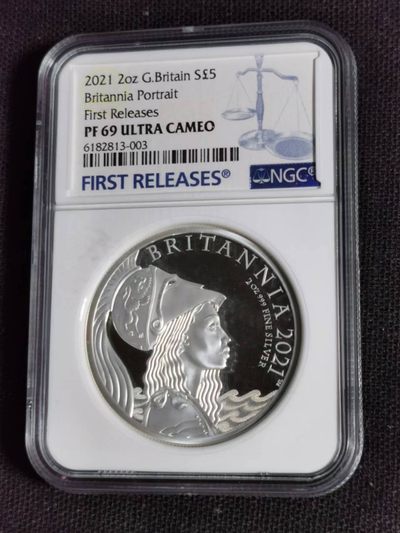 2021 2oz G.Britain S£5
Britannia Portrait
First Releases
PF 69 ULTRA CAMEO
6182813-003
FIRST RELEASES®
NGC®
BRITANNIA 2021
2 OZ 999 FINE SILVER